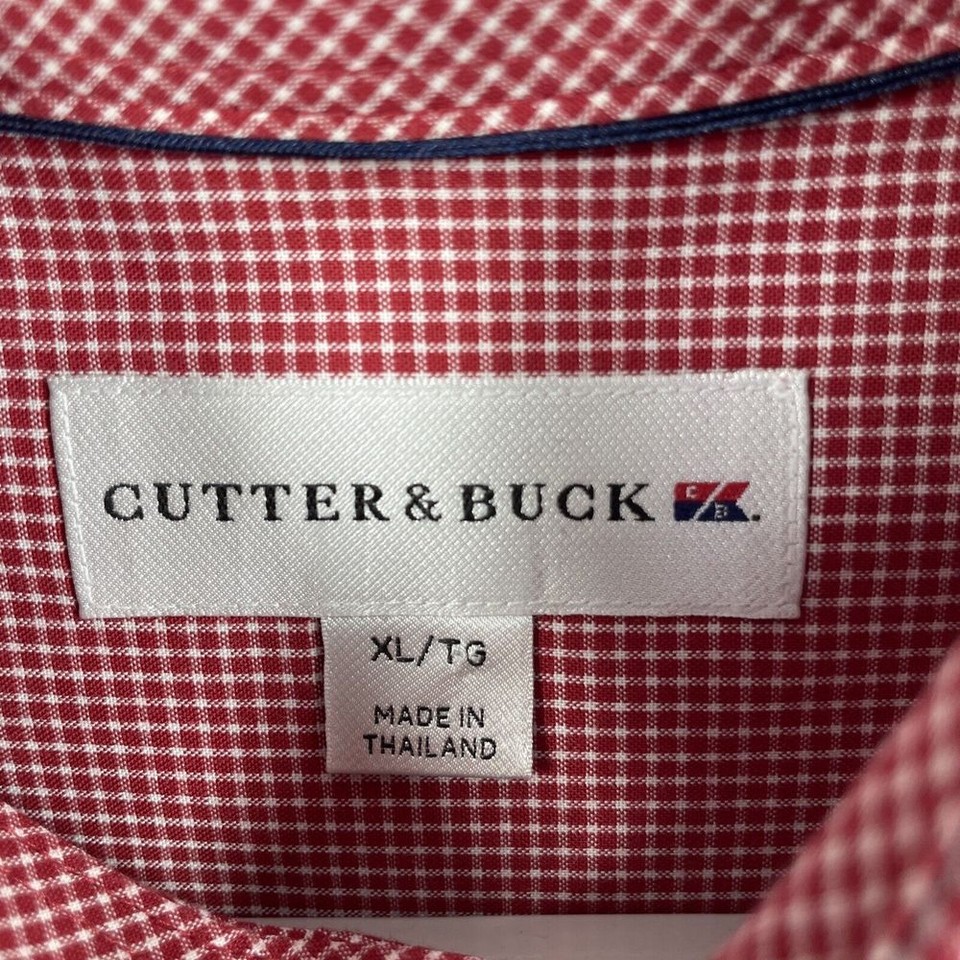 CUTTER & BUCK C/B.
XL/TG
MADE IN
THAILAND